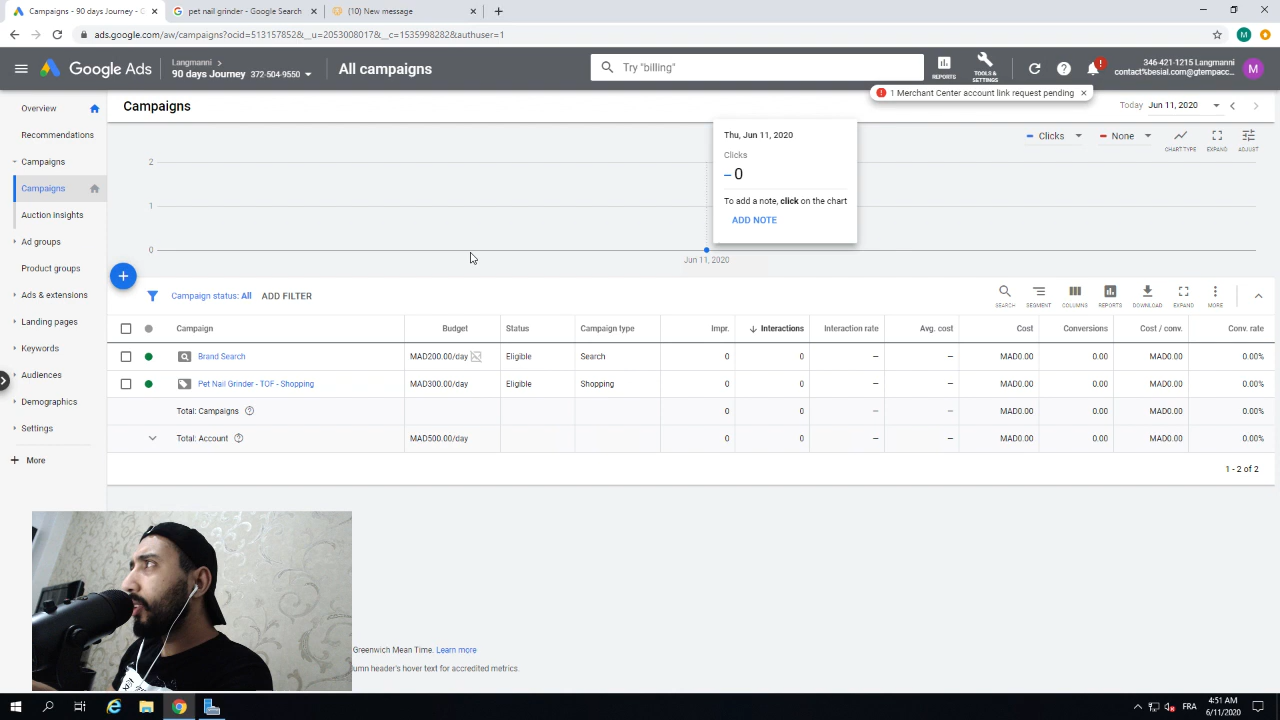 Campaigns - 90 days Journey - C
pet nail grinder - Google Search
(10) New message
ads.google.com/aw/campaigns?ocid=513157852&__u=2053008017&__c=1535998282&authuser=1
M
Google Ads
Langmanni >
90 days Journey 372-504-9550
All campaigns
Try "billing"
REPORTS
TOOLS & SETTINGS
!
346-421-1215 Langmanni
contact%besial.com@gtempacc...
M
1 Merchant Center account link request pending
Campaigns
Today Jun 11, 2020
Overview
Recommendations
Campaigns
Campaigns
Auction insights
Ad groups
Product groups
Ads & extensions
Landing pages
Keywords
Audiences
Demographics
Settings
More
Clicks
None
CHART TYPE
EXPAND
ADJUST
2
1
0
Thu, Jun 11, 2020
Clicks
0
To add a note, click on the chart
ADD NOTE
Jun 11, 2020
Campaign status: All ADD FILTER
SEARCH SEGMENT COLUMNS REPORTS DOWNLOAD EXPAND MORE
Campaign Budget Status Campaign type Impr. Interactions Interaction rate Avg. cost Cost Conversions Cost / conv. Conv. rate
Brand Search MAD200.00/day Eligible Search 0 0 — — MAD0.00 0.00 MAD0.00 0.00%
Pet Nail Grinder - TOF - Shopping MAD300.00/day Eligible Shopping 0 0 — — MAD0.00 0.00 MAD0.00 0.00%
Total: Campaigns 0 0 — — MAD0.00 0.00 MAD0.00 0.00%
Total: Account MAD500.00/day 0 0 — — MAD0.00 0.00 MAD0.00 0.00%
1 - 2 of 2
Greenwich Mean Time. Learn more
lumn header's hover text for accredited metrics.
FRA
4:51 AM
6/11/2020